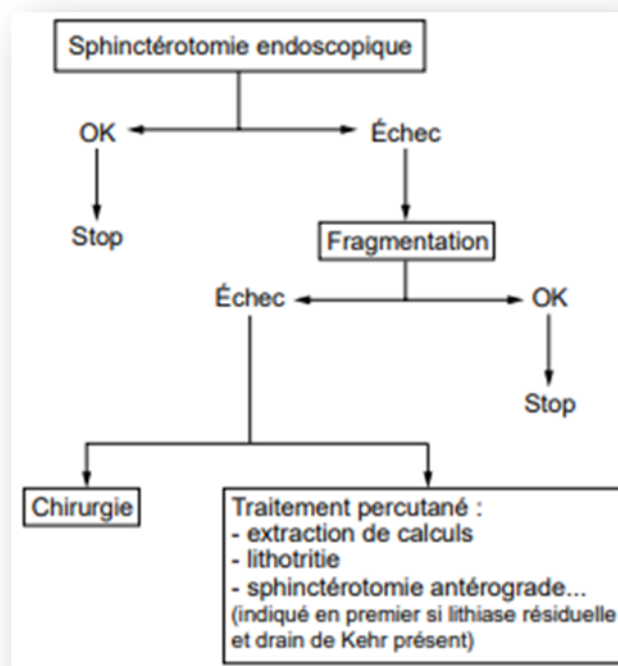 Sphinctérotomie endoscopique
OK
Échec
Stop
Fragmentation
Échec
OK
Stop
Chirurgie
Traitement percutané :
- extraction de calculs
- lithotritie
- sphinctérotomie antérograde...
(indiqué en premier si lithiase résiduelle
et drain de Kehr présent)